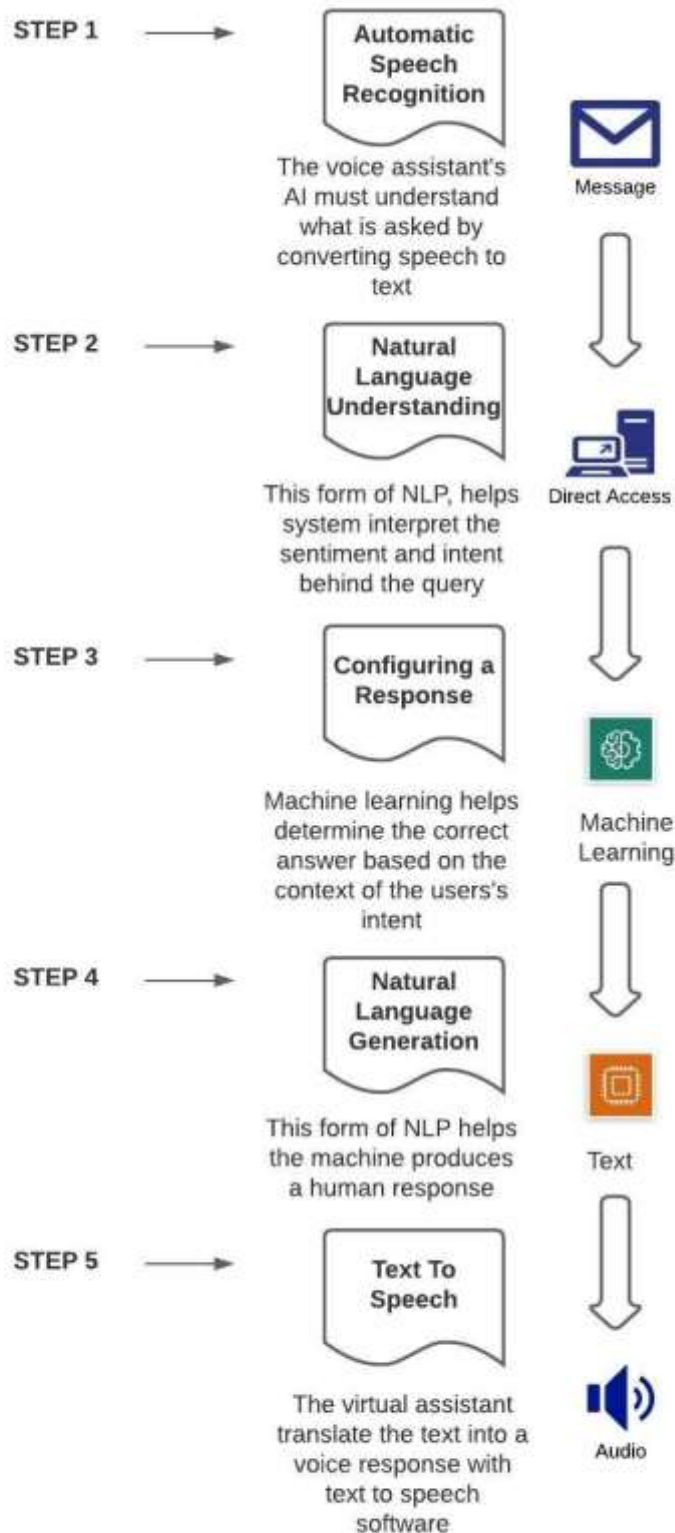 STEP 1
Automatic
Speech
Recognition
The voice assistant's
AI must understand
what is asked by
converting speech to
text
Message
STEP 2
Natural
Language
Understanding
This form of NLP, helps
system interpret the
sentiment and intent
behind the query
Direct Access
STEP 3
Configuring a
Response
Machine learning helps
determine the correct
answer based on the
context of the users's
intent
Machine
Learning
STEP 4
Natural
Language
Generation
This form of NLP helps
the machine produces
a human response
Text
STEP 5
Text To
Speech
The virtual assistant
translate the text into a
voice response with
text to speech
software
Audio